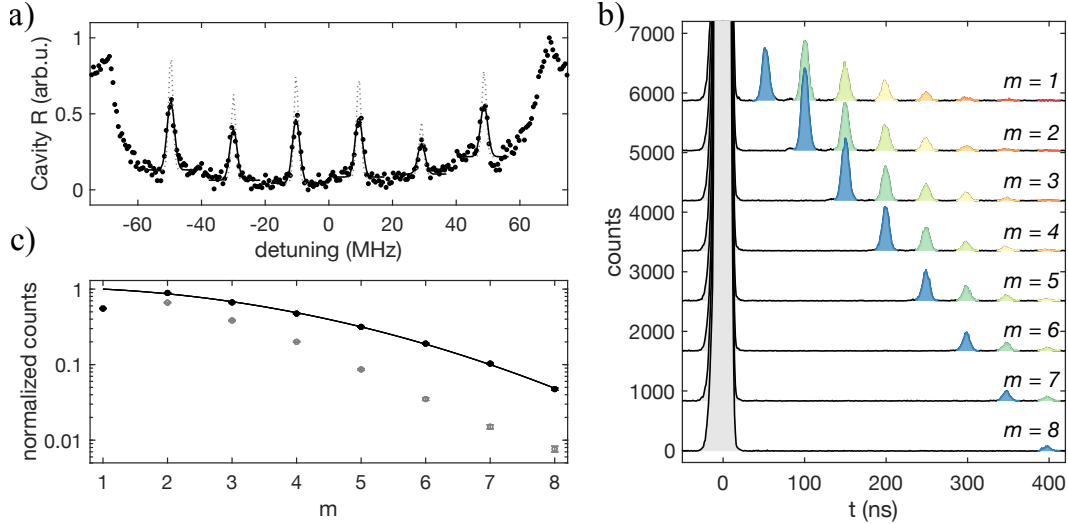 a)
Cavity R (arb.u.)
1
0.5
0
-60 -40 -20 0 20 40 60
detuning (MHz)
b)
counts
7000
6000
5000
4000
3000
2000
1000
0
m = 1
m = 2
m = 3
m = 4
m = 5
m = 6
m = 7
m = 8
0 100 200 300 400
t (ns)
c)
normalized counts
1
0.1
0.01
1 2 3 4 5 6 7 8
m